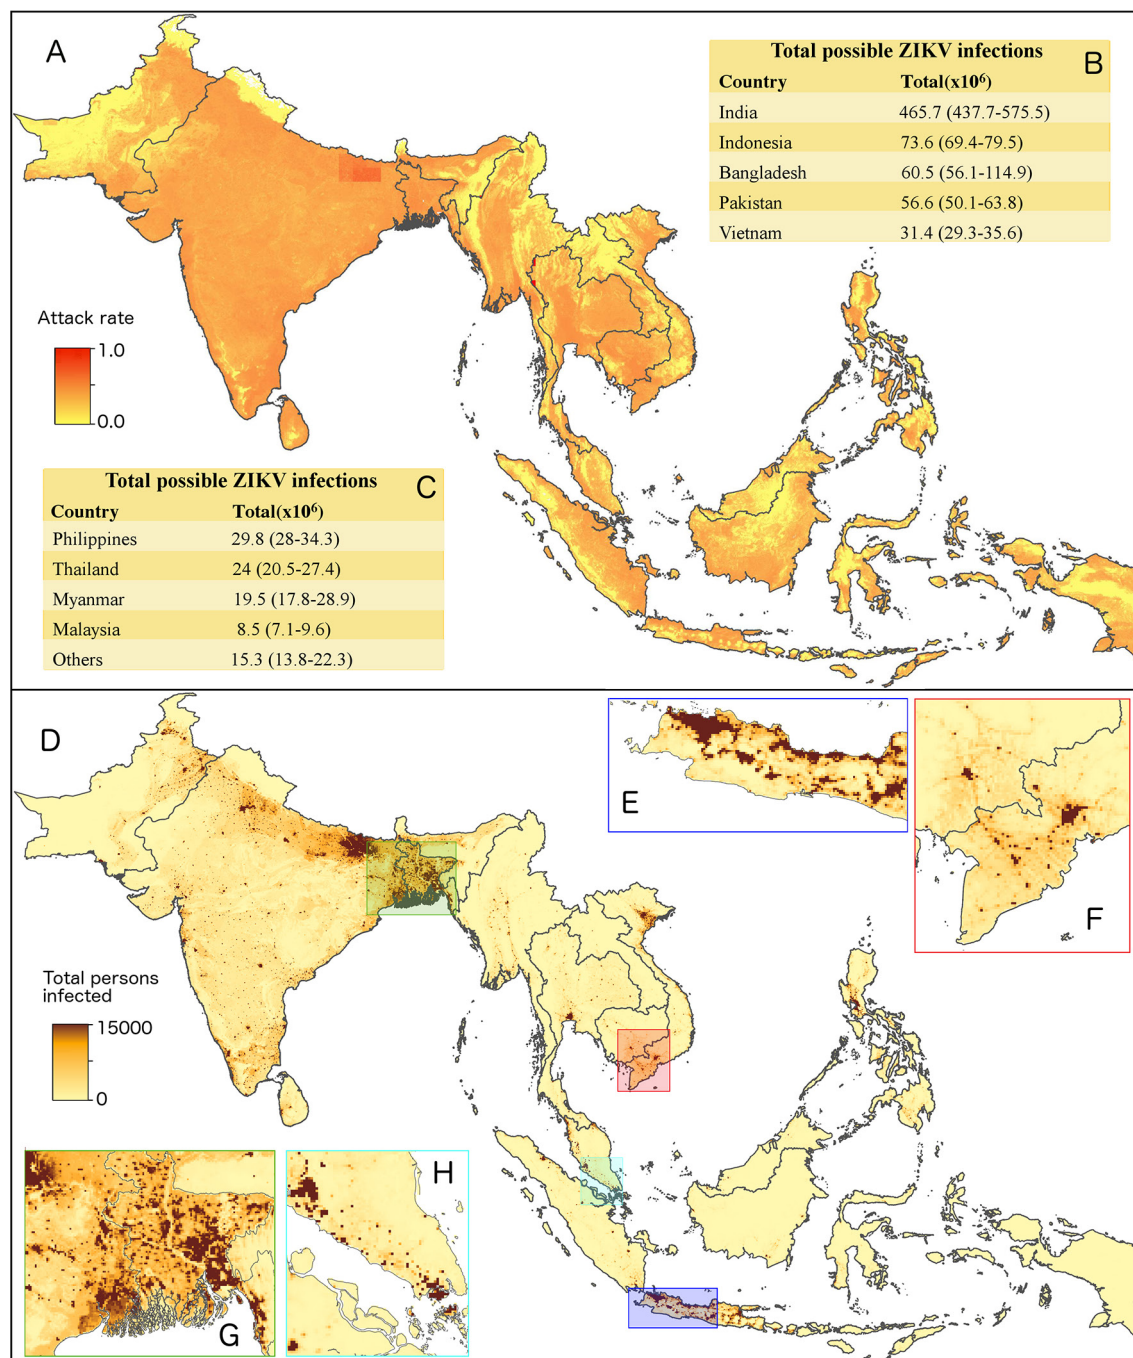 A
Total possible ZIKV infections
B
Country Total(x10⁶)
India 465.7 (437.7-575.5)
Indonesia 73.6 (69.4-79.5)
Bangladesh 60.5 (56.1-114.9)
Pakistan 56.6 (50.1-63.8)
Vietnam 31.4 (29.3-35.6)
Attack rate
1.0
0.0
Total possible ZIKV infections
C
Country Total(x10⁶)
Philippines 29.8 (28-34.3)
Thailand 24 (20.5-27.4)
Myanmar 19.5 (17.8-28.9)
Malaysia 8.5 (7.1-9.6)
Others 15.3 (13.8-22.3)
D
E
F
Total persons
infected
15000
0
G
H